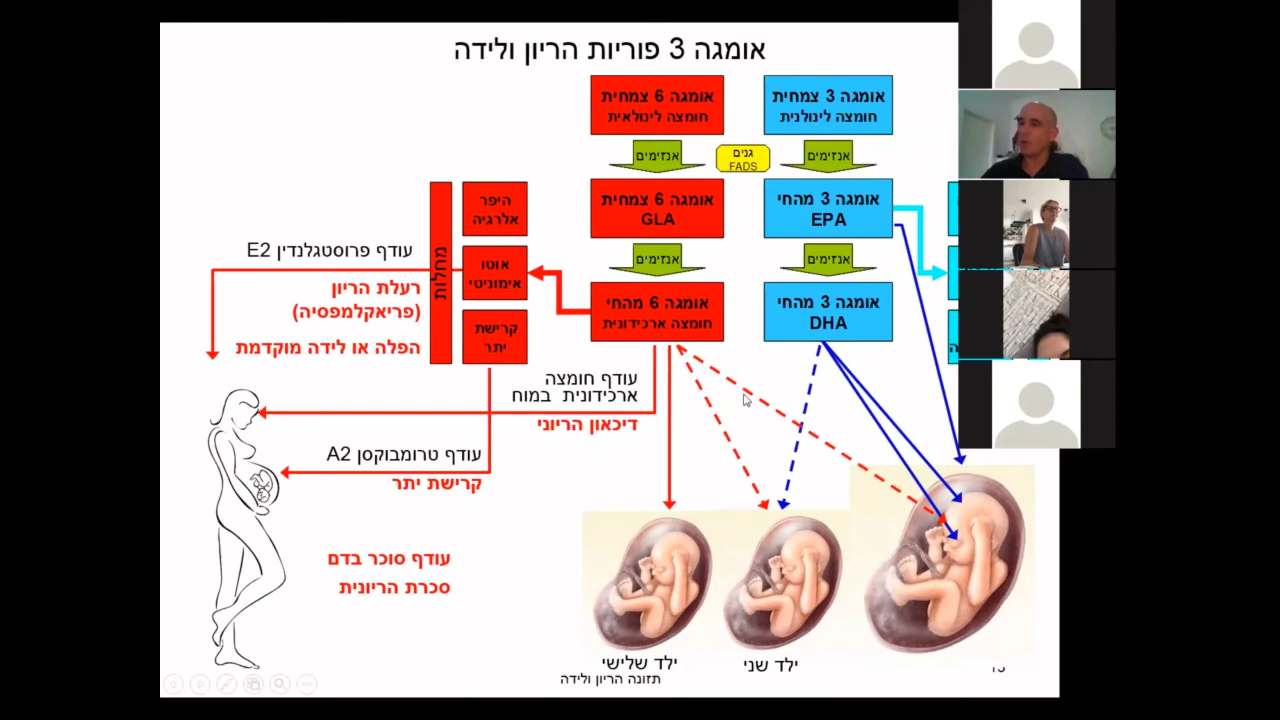 אומגה 3 פוריות הריון ולידה
אומגה 3 צמחית
חומצה לינולנית
אומגה 6 צמחית
חומצה לינולאית
אנזימים
גנים
FADS
אנזימים
אומגה 3 מהחי
EPA
אומגה 6 צמחית
GLA
היפר
אלרגיה
מחלות
אנזימים
אנזימים
אוטו
אימוניטי
אומגה 3 מהחי
DHA
אומגה 6 מהחי
חומצה ארכידונית
קרישת
יתר
עודף פרוסטגלנדין E2
רעלת הריון
(פריאקלמפסיה)
הפלה או לידה מוקדמת
עודף חומצה
ארכידונית במוח
דיכאון הריוני
עודף טרומבוקסן A2
קרישת יתר
עודף סוכר בדם
סכרת הריונית
ילד שני
ילד שלישי
תזונה הריון ולידה